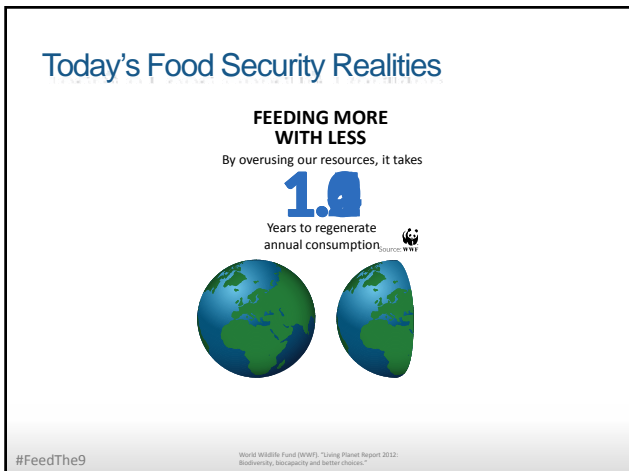 Today's Food Security Realities
FEEDING MORE
WITH LESS
By overusing our resources, it takes
Years to regenerate
annual consumption
Source: WWF
#FeedThe9
World Wildlife Fund (WWF). "Living Planet Report 2012:
Biodiversity, biocapacity and better choices."